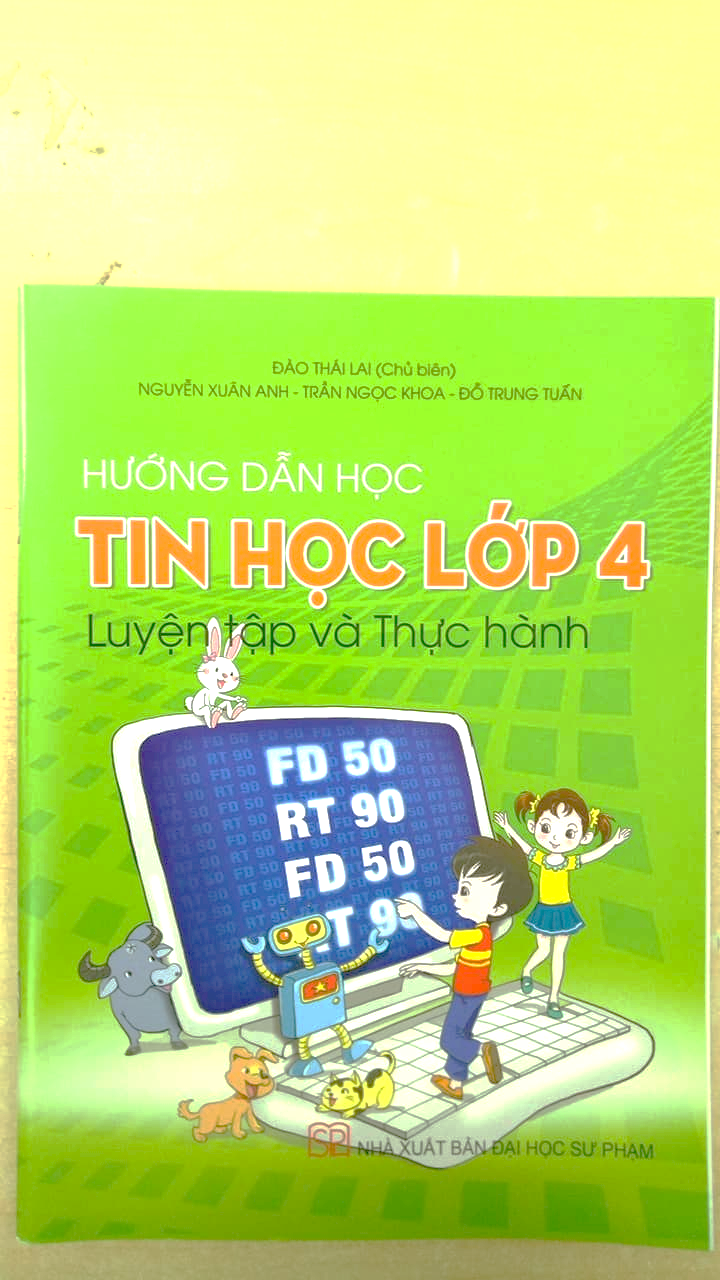 ĐÀO THÁI LAI (Chủ biên)
NGUYỄN XUÂN ANH - TRẦN NGỌC KHOA - ĐỖ TRUNG TUẤN
HƯỚNG DẪN HỌC
TIN HỌC LỚP 4
Luyện tập và Thực hành
FD 50
RT 90
FD 50
RT 90
NHÀ XUẤT BẢN ĐẠI HỌC SƯ PHẠM